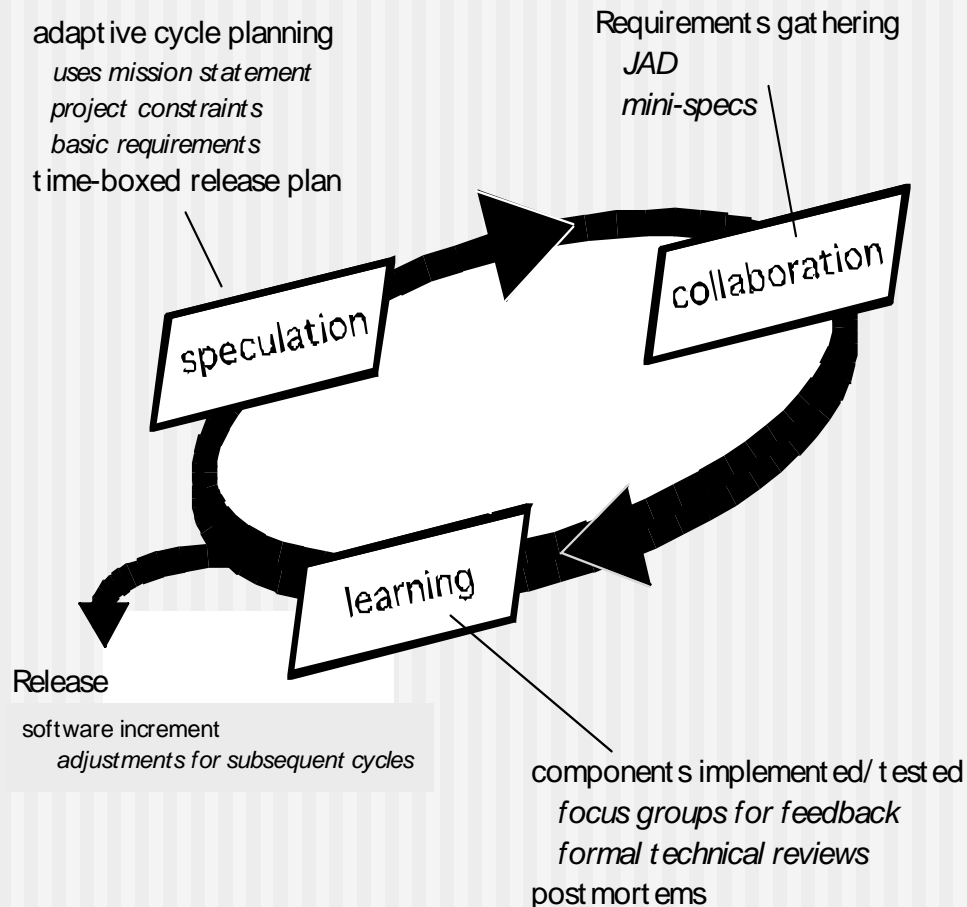 adaptive cycle planning
uses mission statement
project constraints
basic requirements
time-boxed release plan
Requirements gathering
JAD
mini-specs
speculation
collaboration
learning
Release
software increment
adjustments for subsequent cycles
components implemented/ tested
focus groups for feedback
formal technical reviews
postmortems